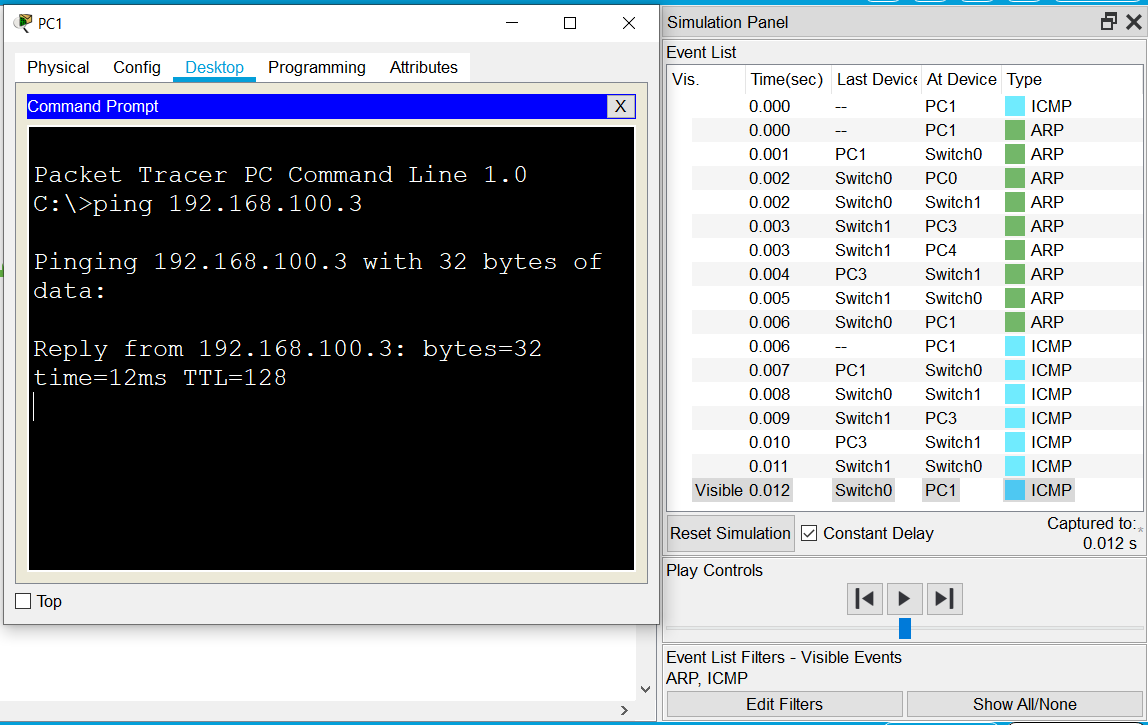 PC1
Physical Config Desktop Programming Attributes
Command Prompt X
Packet Tracer PC Command Line 1.0
C:\>ping 192.168.100.3
Pinging 192.168.100.3 with 32 bytes of
data:
Reply from 192.168.100.3: bytes=32
time=12ms TTL=128
Top
Simulation Panel
Event List
Vis. Time(sec) Last Device At Device Type
0.000 -- PC1 ICMP
0.000 -- PC1 ARP
0.001 PC1 Switch0 ARP
0.002 Switch0 PC0 ARP
0.002 Switch0 Switch1 ARP
0.003 Switch1 PC3 ARP
0.003 Switch1 PC4 ARP
0.004 PC3 Switch1 ARP
0.005 Switch1 Switch0 ARP
0.006 Switch0 PC1 ARP
0.006 -- PC1 ICMP
0.007 PC1 Switch0 ICMP
0.008 Switch0 Switch1 ICMP
0.009 Switch1 PC3 ICMP
0.010 PC3 Switch1 ICMP
0.011 Switch1 Switch0 ICMP
Visible 0.012 Switch0 PC1 ICMP
Reset Simulation Constant Delay
Captured to: *
0.012 s
Play Controls
Event List Filters - Visible Events
ARP, ICMP
Edit Filters Show All/None